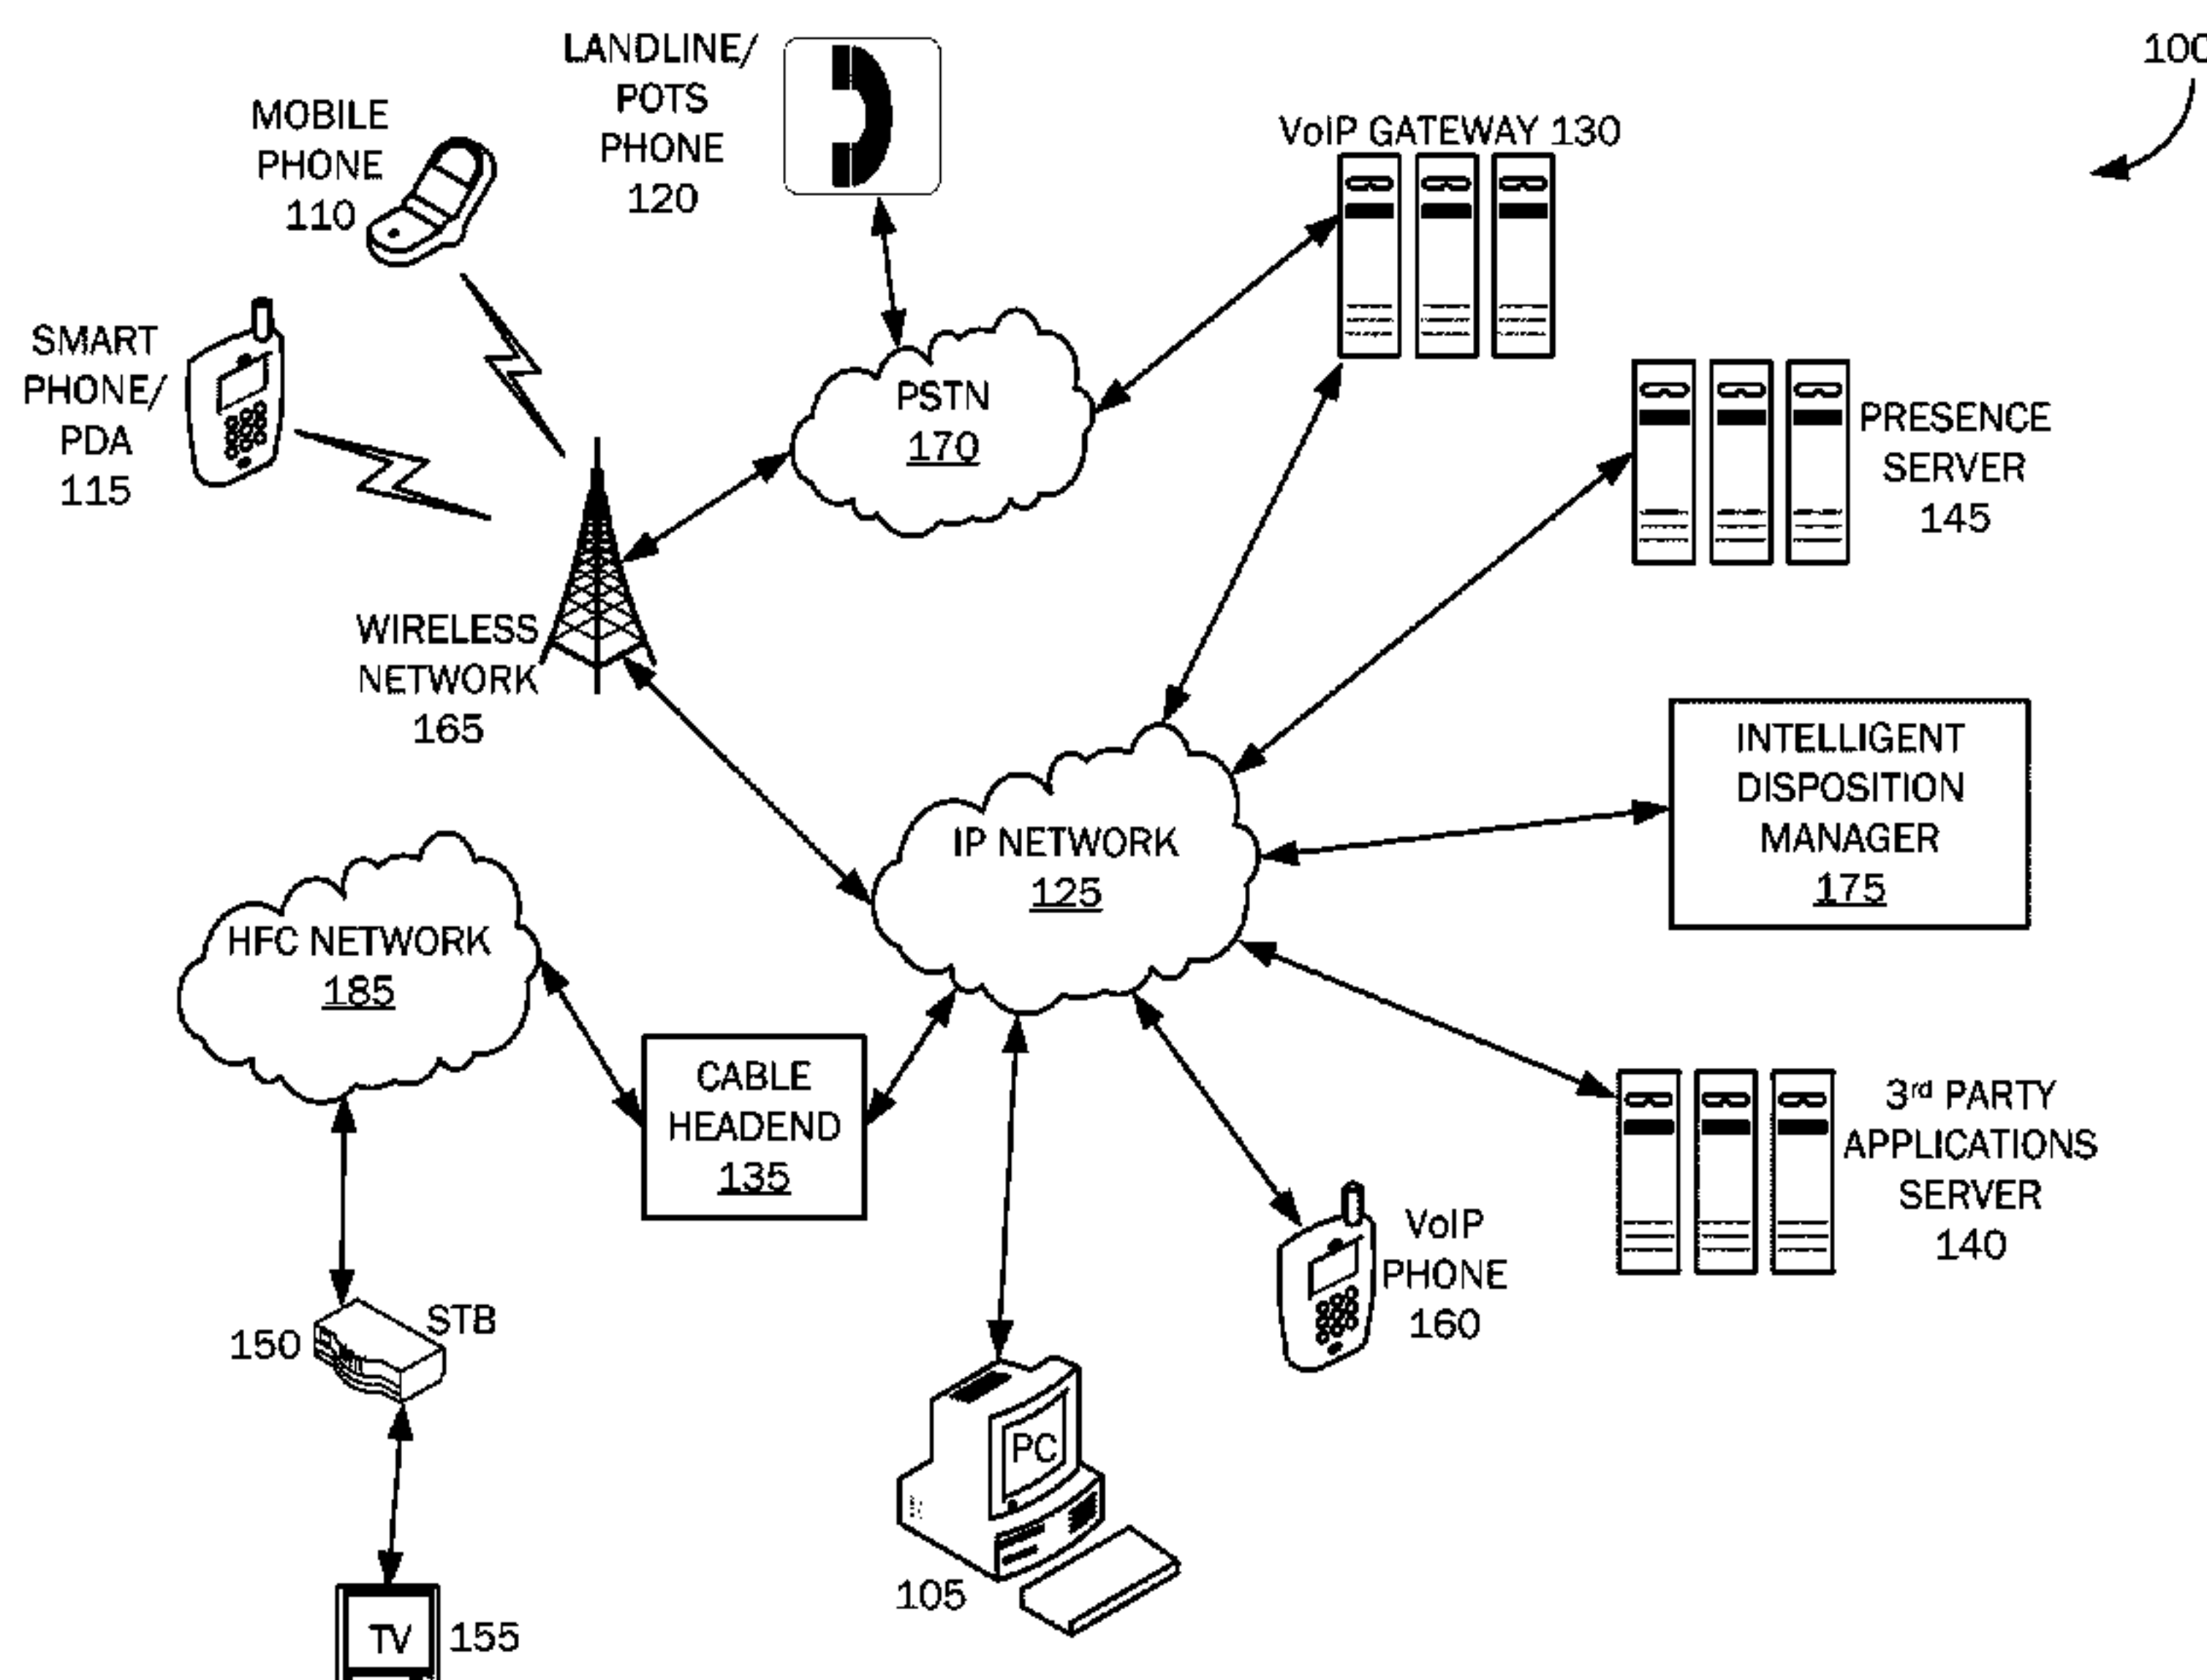 100
LANDLINE/
POTS
PHONE
120
MOBILE
PHONE
110
VoIP GATEWAY 130
SMART
PHONE/
PDA
115
PSTN
170
PRESENCE
SERVER
145
WIRELESS
NETWORK
165
INTELLIGENT
DISPOSITION
MANAGER
175
IP NETWORK
125
HFC NETWORK
185
CABLE
HEADEND
135
3rd PARTY
APPLICATIONS
SERVER
140
VoIP
PHONE
160
STB
150
PC
105
TV
155